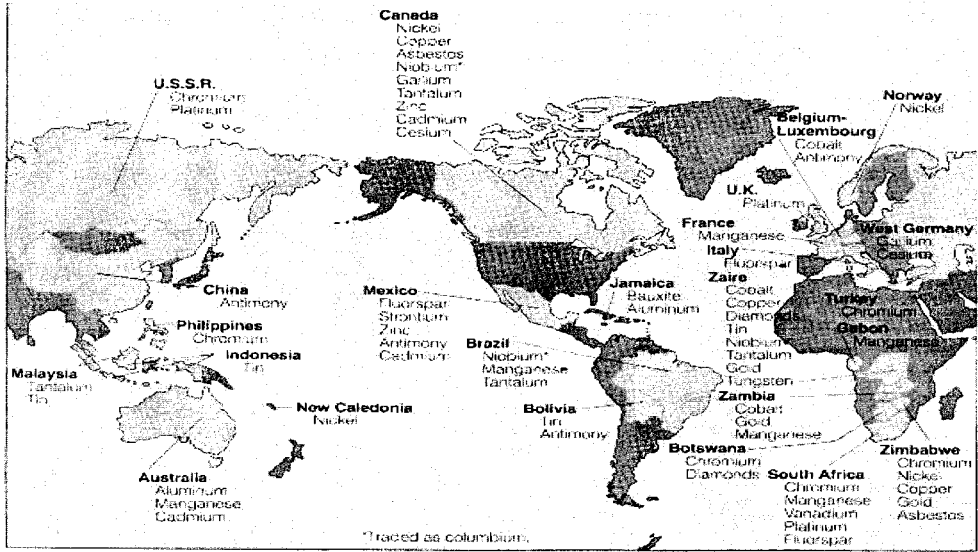 Canada
Nickel
Copper
Asbestos
Niobium*
Gallium
Tantalum
Zinc
Cadmium
Cesium
U.S.S.R.
Chromium
Platinum
Norway
Nickel
Belgium-
Luxembourg
Cobalt
Antimony
U.K.
Platinum
France
Manganese
West Germany
Gallium
Cesium
Italy
Fluorspar
China
Antimony
Mexico
Fluorspar
Strontium
Zinc
Antimony
Cadmium
Jamaica
Bauxite
Aluminum
Zaire
Cobalt
Copper
Diamonds
Tin
Niobium
Tantalum
Gold
Tungsten
Turkey
Chromium
Gabon
Manganese
Philippines
Chromium
Indonesia
Tin
Malaysia
Tantalum
Tin
Brazil
Niobium*
Manganese
Tantalum
New Caledonia
Nickel
Bolivia
Tin
Antimony
Zambia
Cobalt
Gold
Manganese
Botswana
Chromium
Diamonds
South Africa
Chromium
Manganese
Vanadium
Platinum
Fluorspar
Zimbabwe
Chromium
Nickel
Copper
Gold
Asbestos
Australia
Aluminum
Manganese
Cadmium
*Traded as columbium.